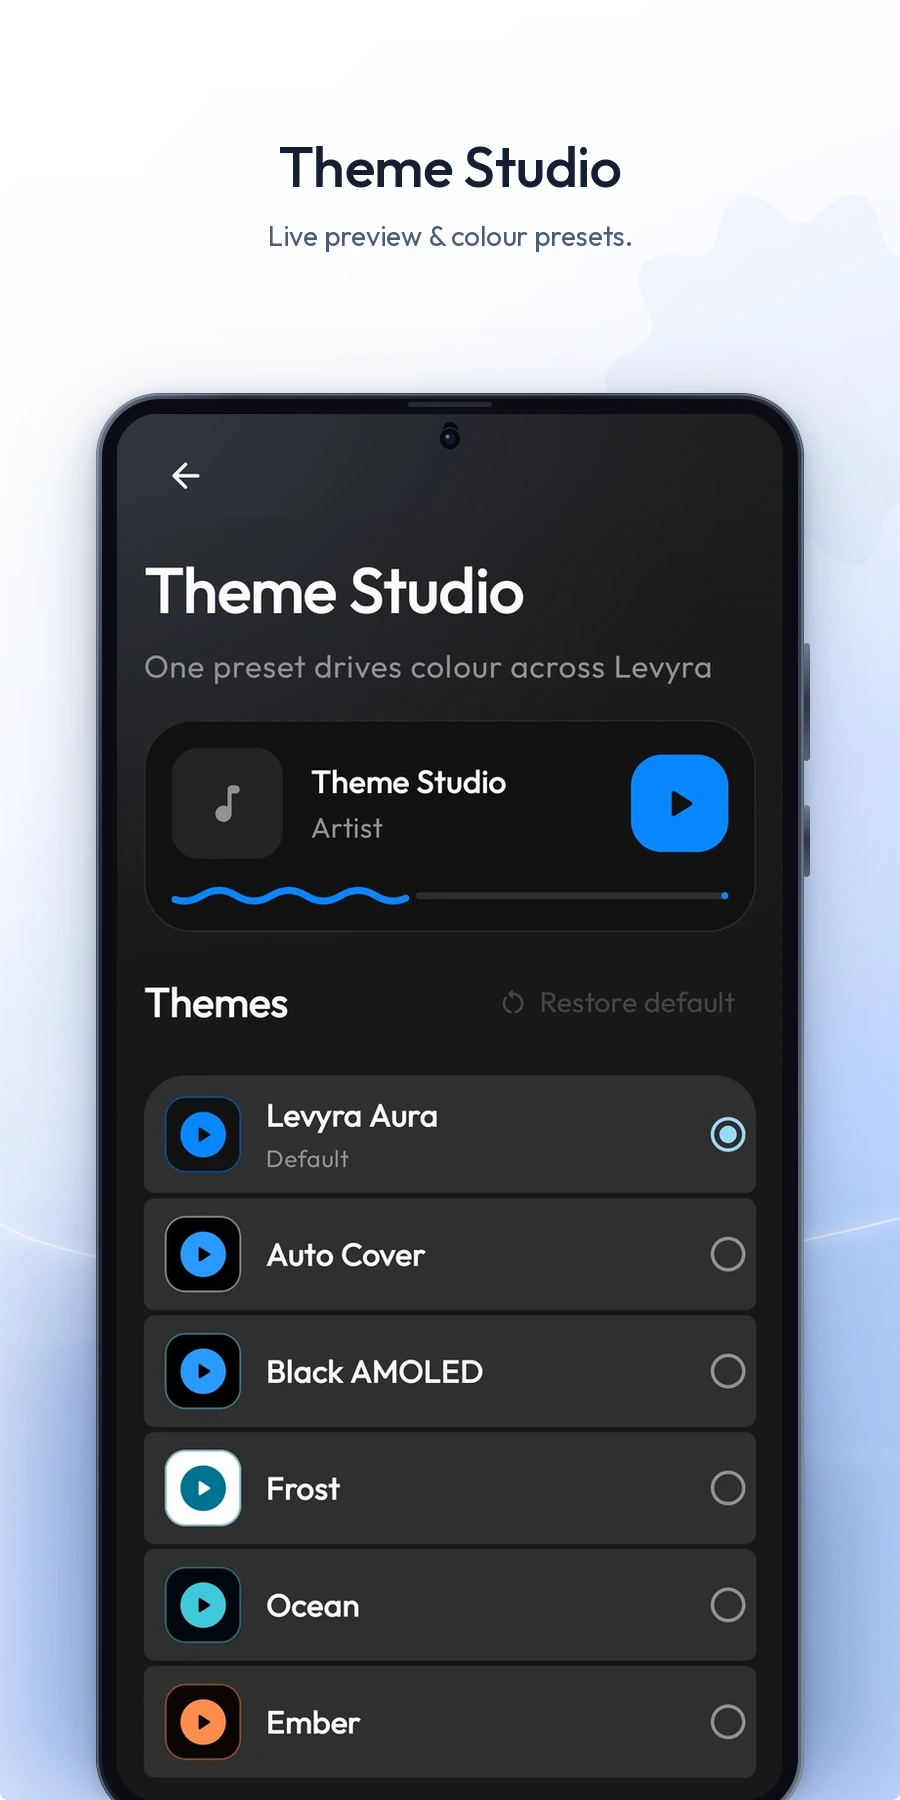 Theme Studio
Live preview & colour presets.
Theme Studio
One preset drives colour across Levyra
Theme Studio
Artist
Themes
Restore default
Levyra Aura
Default
Auto Cover
Black AMOLED
Frost
Ocean
Ember